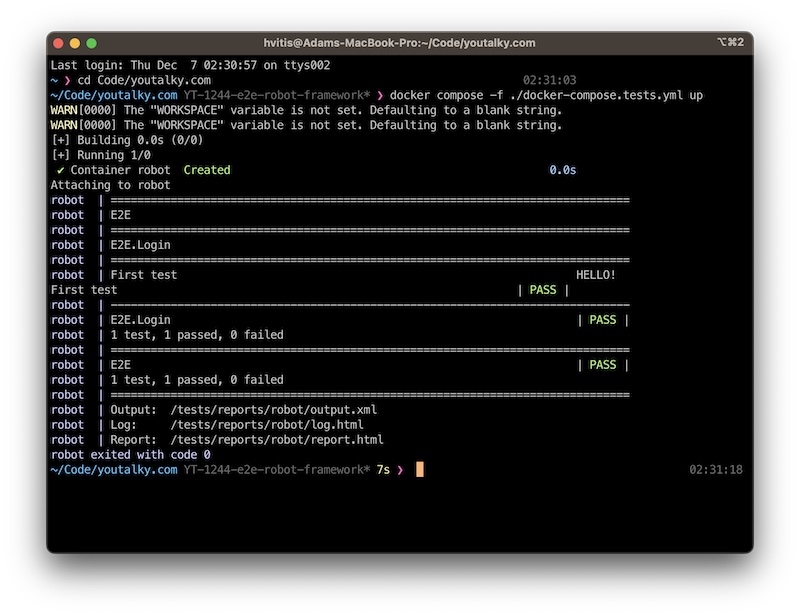 hvitis@Adams-MacBook-Pro:~/Code/youtalky.com ⌥⌘2
Last login: Thu Dec  7 02:30:57 on ttys002
~ ❯ cd Code/youtalky.com 02:31:03
~/Code/youtalky.com YT-1244-e2e-robot-framework* ❯ docker compose -f ./docker-compose.tests.yml up
WARN[0000] The "WORKSPACE" variable is not set. Defaulting to a blank string.
WARN[0000] The "WORKSPACE" variable is not set. Defaulting to a blank string.
[+] Building 0.0s (0/0)
[+] Running 1/0
 ✔ Container robot  Created 0.0s
Attaching to robot
robot  | ==============================================================================
robot  | E2E
robot  | ==============================================================================
robot  | E2E.Login
robot  | ==============================================================================
robot  | First test HELLO!
First test | PASS |
robot  | ------------------------------------------------------------------------------
robot  | E2E.Login | PASS |
robot  | 1 test, 1 passed, 0 failed
robot  | ==============================================================================
robot  | E2E | PASS |
robot  | 1 test, 1 passed, 0 failed
robot  | ==============================================================================
robot  | Output:  /tests/reports/robot/output.xml
robot  | Log:     /tests/reports/robot/log.html
robot  | Report:  /tests/reports/robot/report.html
robot exited with code 0
~/Code/youtalky.com YT-1244-e2e-robot-framework* 7s ❯ 02:31:18